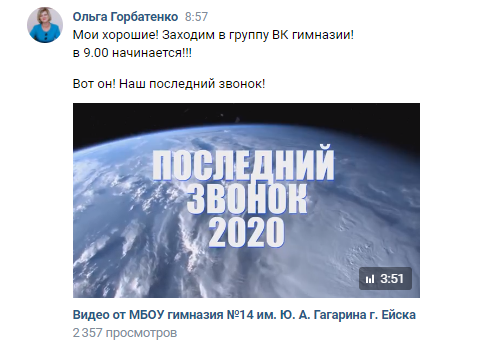 Ольга Горбатенко 8:57
Мои хорошие! Заходим в группу ВК гимназии!
в 9.00 начинается!!!
Вот он! Наш последний звонок!
ПОСЛЕДНИЙ
ЗВОНОК
2020
3:51
Видео от МБОУ гимназия №14 им. Ю. А. Гагарина г. Ейска
2 357 просмотров